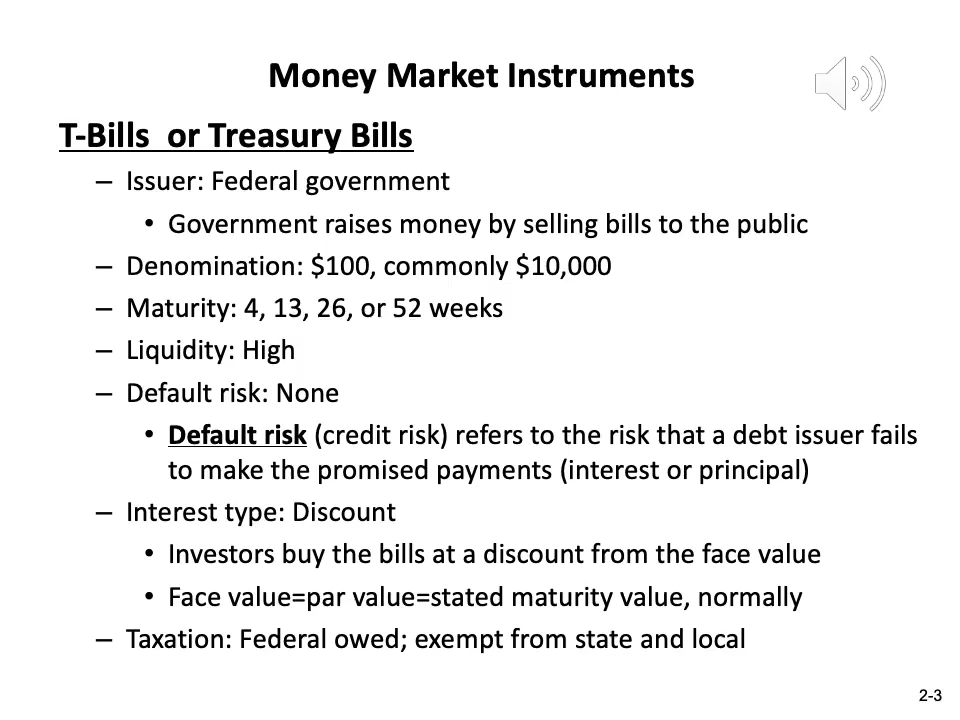 Money Market Instruments
T-Bills  or Treasury Bills
– Issuer: Federal government
• Government raises money by selling bills to the public
– Denomination: $100, commonly $10,000
– Maturity: 4, 13, 26, or 52 weeks
– Liquidity: High
– Default risk: None
• Default risk (credit risk) refers to the risk that a debt issuer fails
to make the promised payments (interest or principal)
– Interest type: Discount
• Investors buy the bills at a discount from the face value
• Face value=par value=stated maturity value, normally
– Taxation: Federal owed; exempt from state and local
2-3